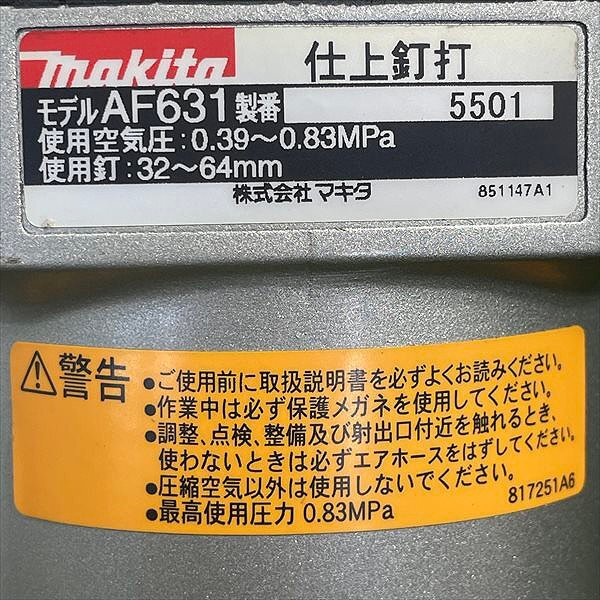 makita 仕上釘打
モデルAF631 製番 5501
使用空気圧:0.39～0.83MPa
使用釘:32～64mm
株式会社マキタ 851147A1
⚠警告
•ご使用前に取扱説明書を必ずよくお読みください。
•作業中は必ず保護メガネを使用してください。
•調整、点検、整備及び射出口付近を触れるとき、
使わないときは必ずエアホースをはずしてください。
•圧縮空気以外は使用しないでください。
•最高使用圧力 0.83MPa
817251A6